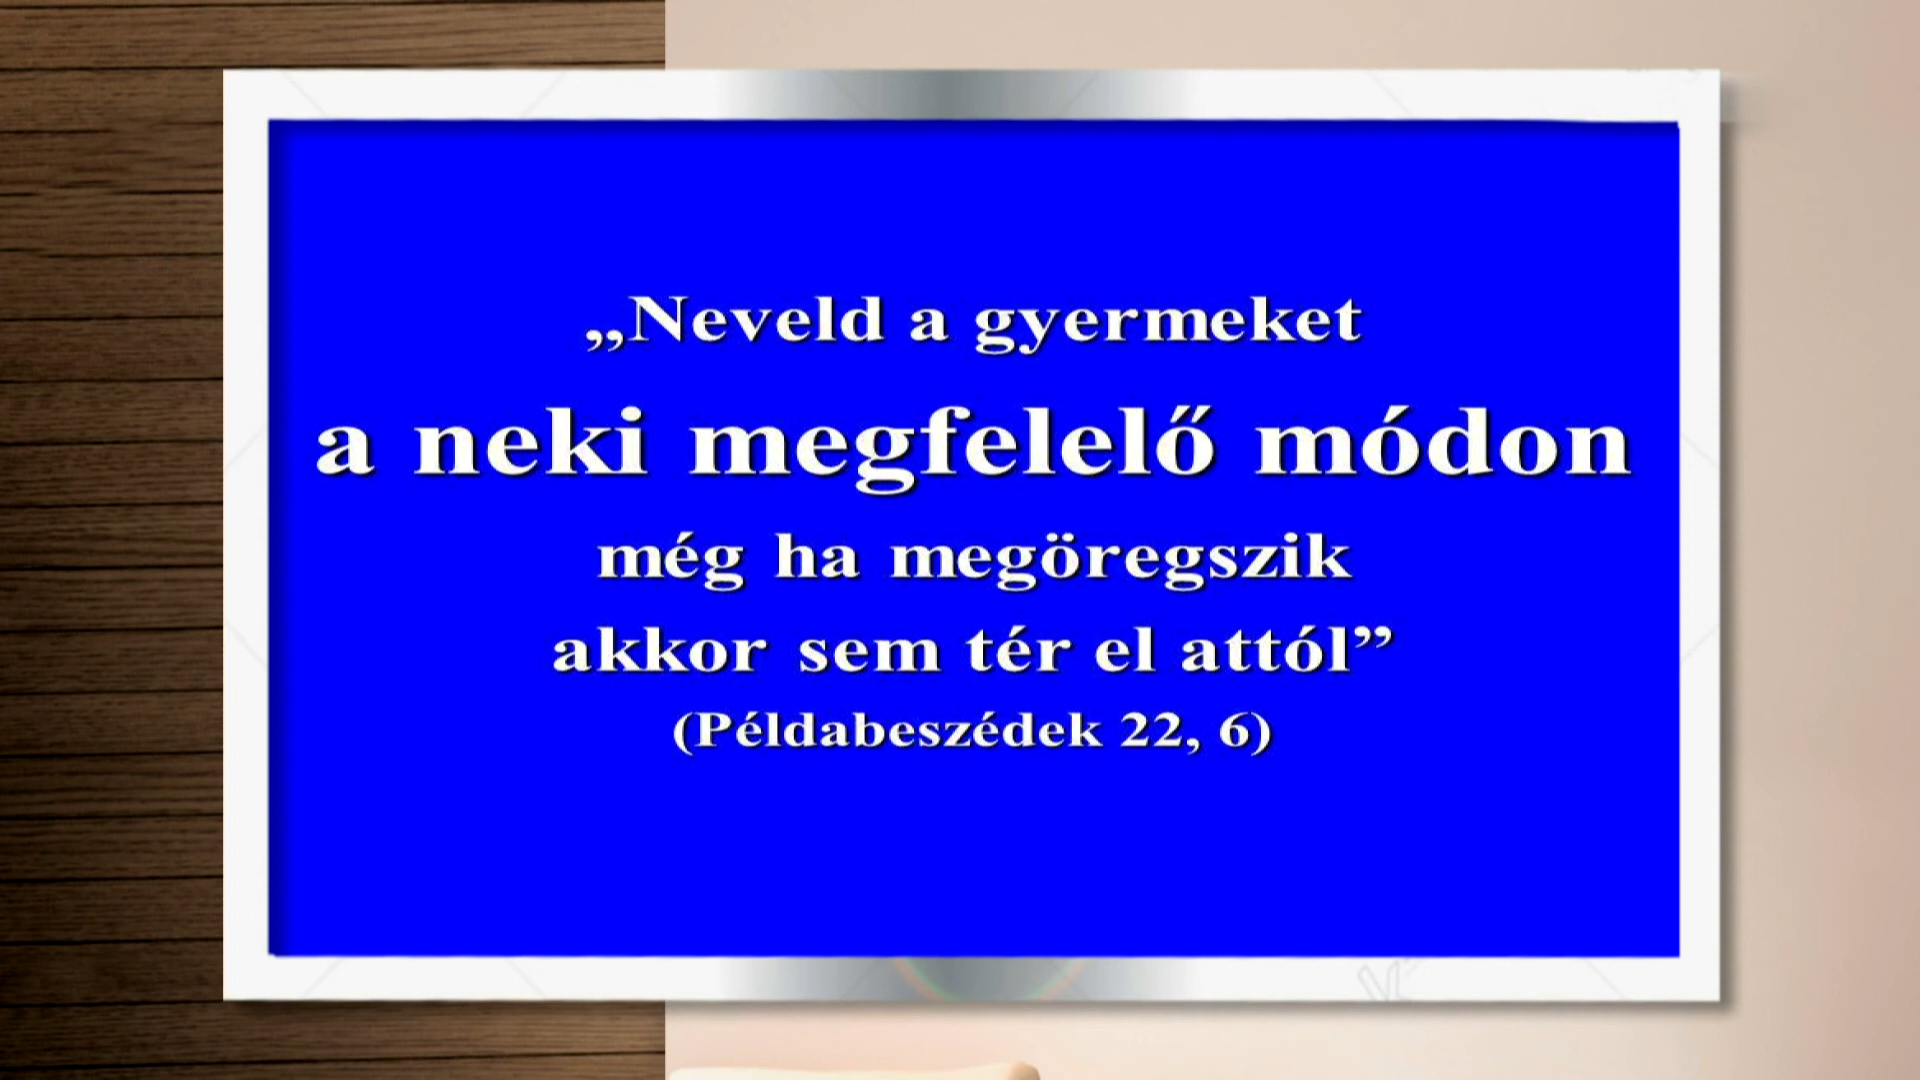 „Neveld a gyermeket
a neki megfelelő módon
még ha megöregszik
akkor sem tér el attól”
(Példabeszédek 22, 6)